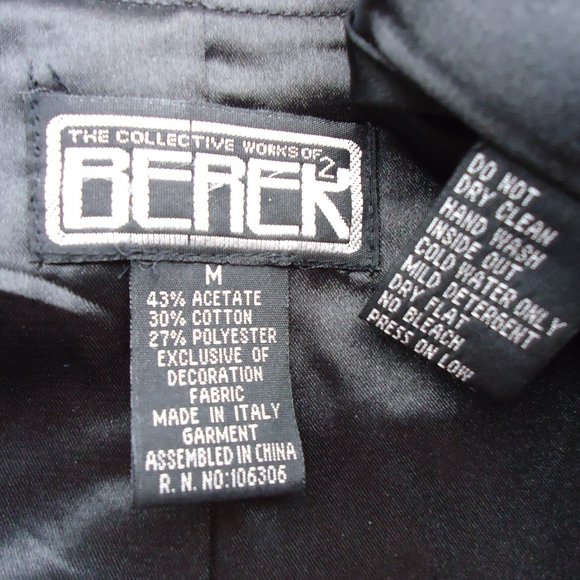 THE COLLECTIVE WORKS OF
BEREK 2
M
43% ACETATE
30% COTTON
27% POLYESTER
EXCLUSIVE OF
DECORATION
FABRIC
MADE IN ITALY
GARMENT
ASSEMBLED IN CHINA
R. N. NO:106306
DO NOT
DRY CLEAN
HAND WASH
INSIDE OUT
COLD WATER ONLY
MILD DETERGENT
DRY FLAT
NO BLEACH
PRESS ON LOW